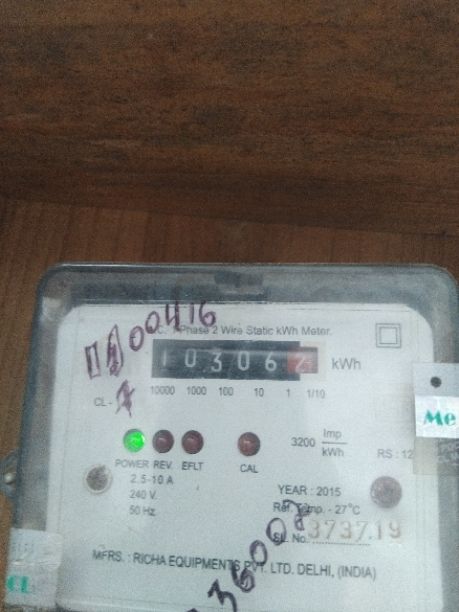 00416
1 Phase 2 Wire Static kWh Meter.
10306 kWh
10000 1000 100 10 1 1/10
CL -
3200 Imp/kWh
POWER REV. EFLT CAL
RS : 12
Me
2.5-10 A
240 V.
50 Hz.
YEAR : 2015
Ref. Temp. - 27°C
SL. No. 3737.19
MFRS. : RICHA EQUIPMENTS PVT. LTD. DELHI, (INDIA)
CL